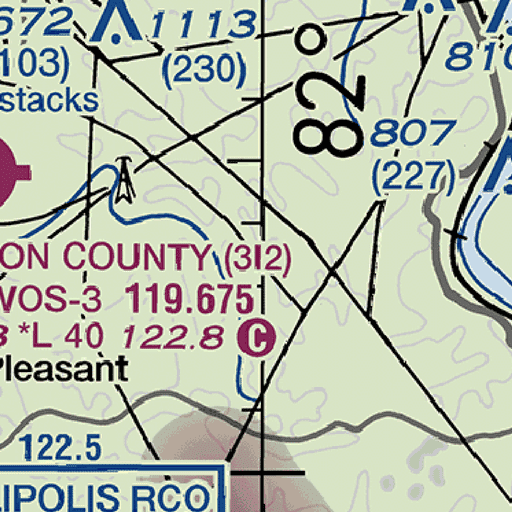 672
1113
(103)
(230)
stacks
82°
810
807
(227)
ON COUNTY (3I2)
WOS-3 119.675
*L 40 122.8 C
Pleasant
122.5
LIPOLIS RCO